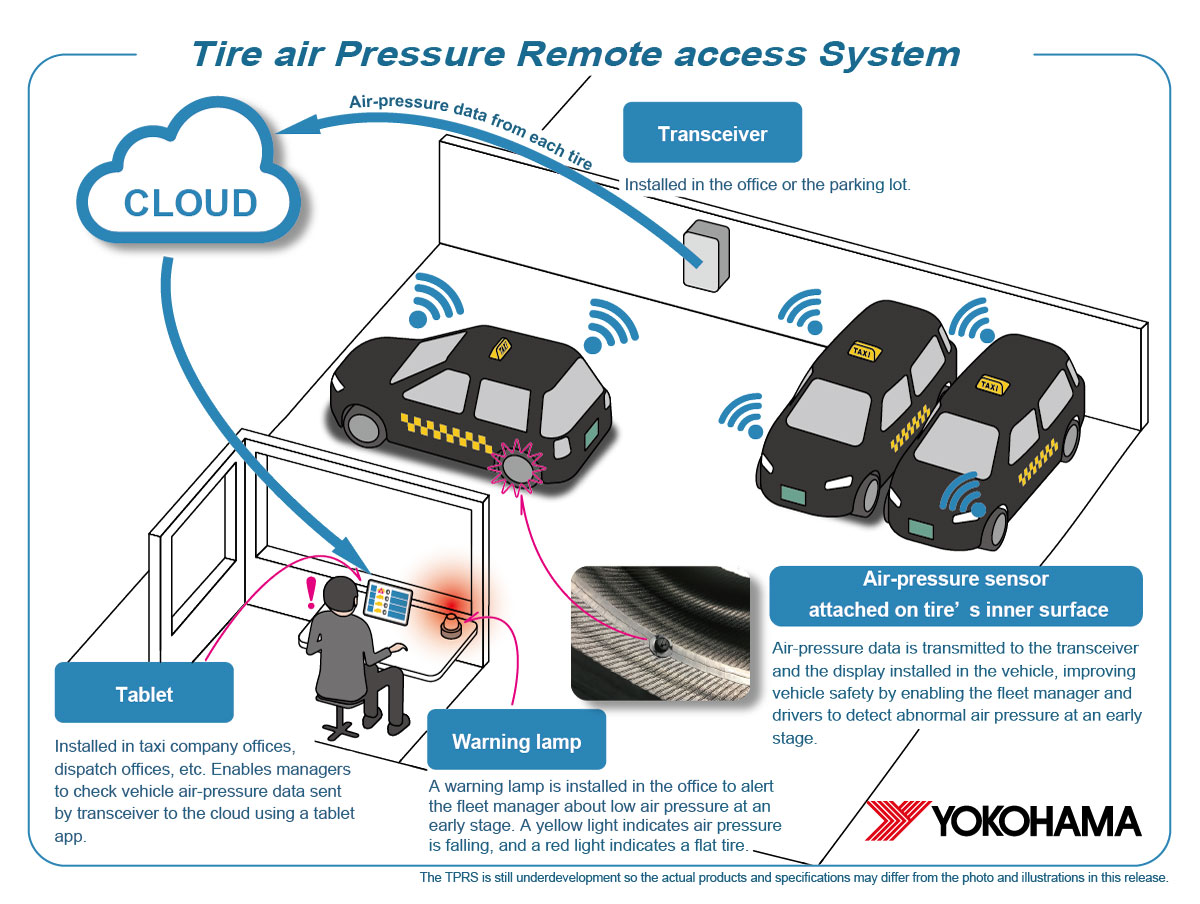 Tire air Pressure Remote access System
Air-pressure data from each tire
CLOUD
Transceiver
Installed in the office or the parking lot.
TAXI
TAXI
TAXI
Air-pressure sensor
attached on tire’ s inner surface
Air-pressure data is transmitted to the transceiver
and the display installed in the vehicle, improving
vehicle safety by enabling the fleet manager and
drivers to detect abnormal air pressure at an early
stage.
!
Tablet
Installed in taxi company offices,
dispatch offices, etc. Enables managers
to check vehicle air-pressure data sent
by transceiver to the cloud using a tablet
app.
Warning lamp
A warning lamp is installed in the office to alert
the fleet manager about low air pressure at an
early stage. A yellow light indicates air pressure
is falling, and a red light indicates a flat tire.
YOKOHAMA
The TPRS is still underdevelopment so the actual products and specifications may differ from the photo and illustrations in this release.